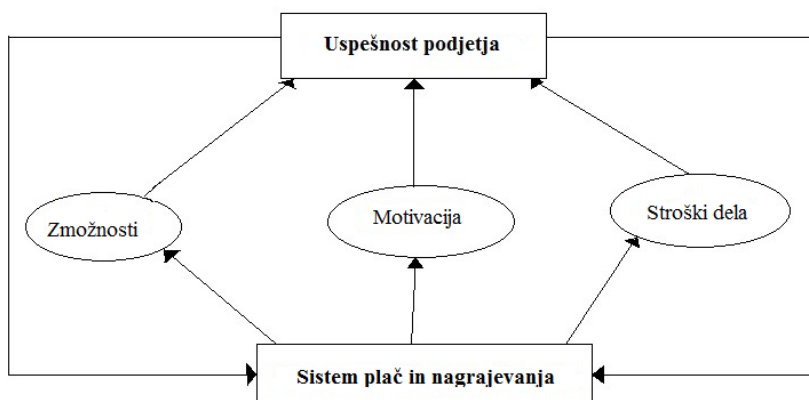 Uspešnost podjetja
Zmožnosti
Motivacija
Stroški dela
Sistem plač in nagrajevanja